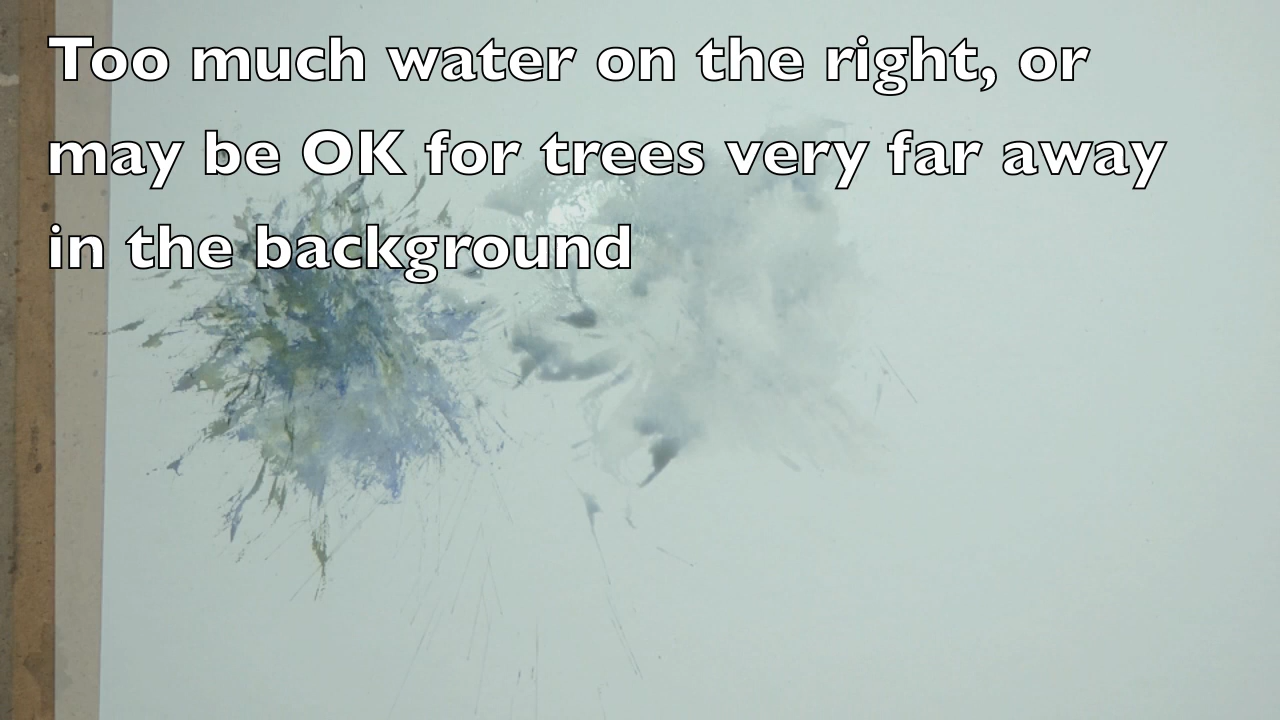 Too much water on the right, or
may be OK for trees very far away
in the background